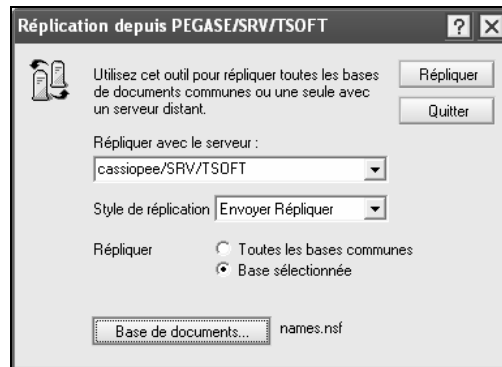 Réplication depuis PEGASE/SRV/TSOFT
Utilisez cet outil pour répliquer toutes les bases
de documents communes ou une seule avec
un serveur distant.
Répliquer
Quitter
Répliquer avec le serveur :
cassiopee/SRV/TSOFT
Style de réplication Envoyer Répliquer
Répliquer Toutes les bases communes
Base sélectionnée
Base de documents... names.nsf